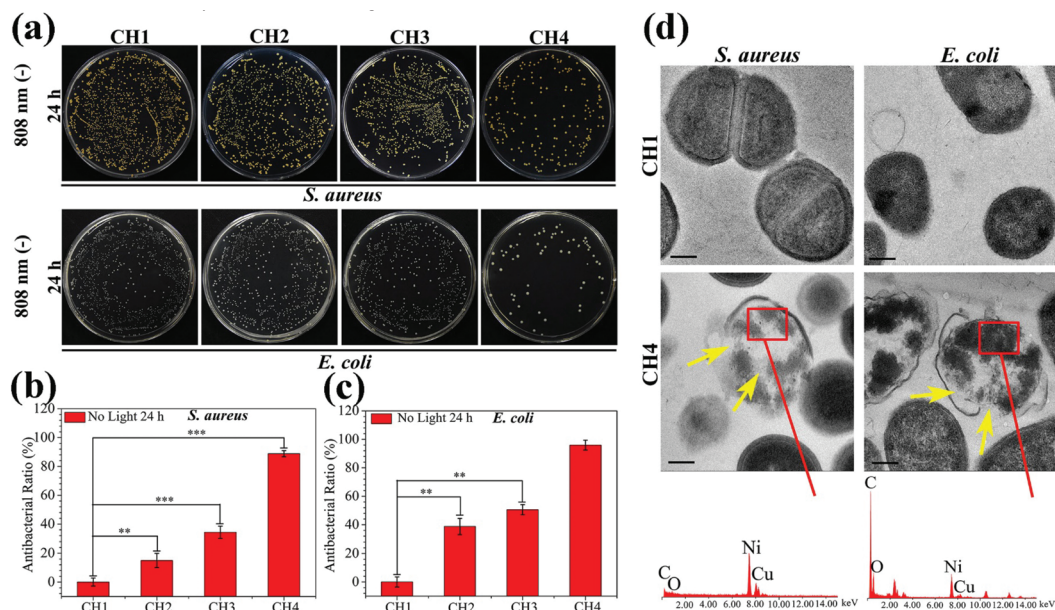 (a)
CH1 CH2 CH3 CH4
808 nm (-)
24 h
S. aureus
808 nm (-)
24 h
E. coli
(b)
Antibacterial Ratio (%)
120
100
80
60
40
20
0
No Light 24 h
S. aureus
***
***
**
CH1 CH2 CH3 CH4
(c)
Antibacterial Ratio (%)
120
100
80
60
40
20
0
No Light 24 h
E. coli
**
**
CH1 CH2 CH3 CH4
(d)
S. aureus E. coli
CH1
CH4
C
O
Ni
Cu
2.00 4.00 6.00 8.00 10.00 12.00 14.00 keV
C
O
Ni
Cu
2.00 4.00 6.00 8.00 10.00 12.00 14.00 keV